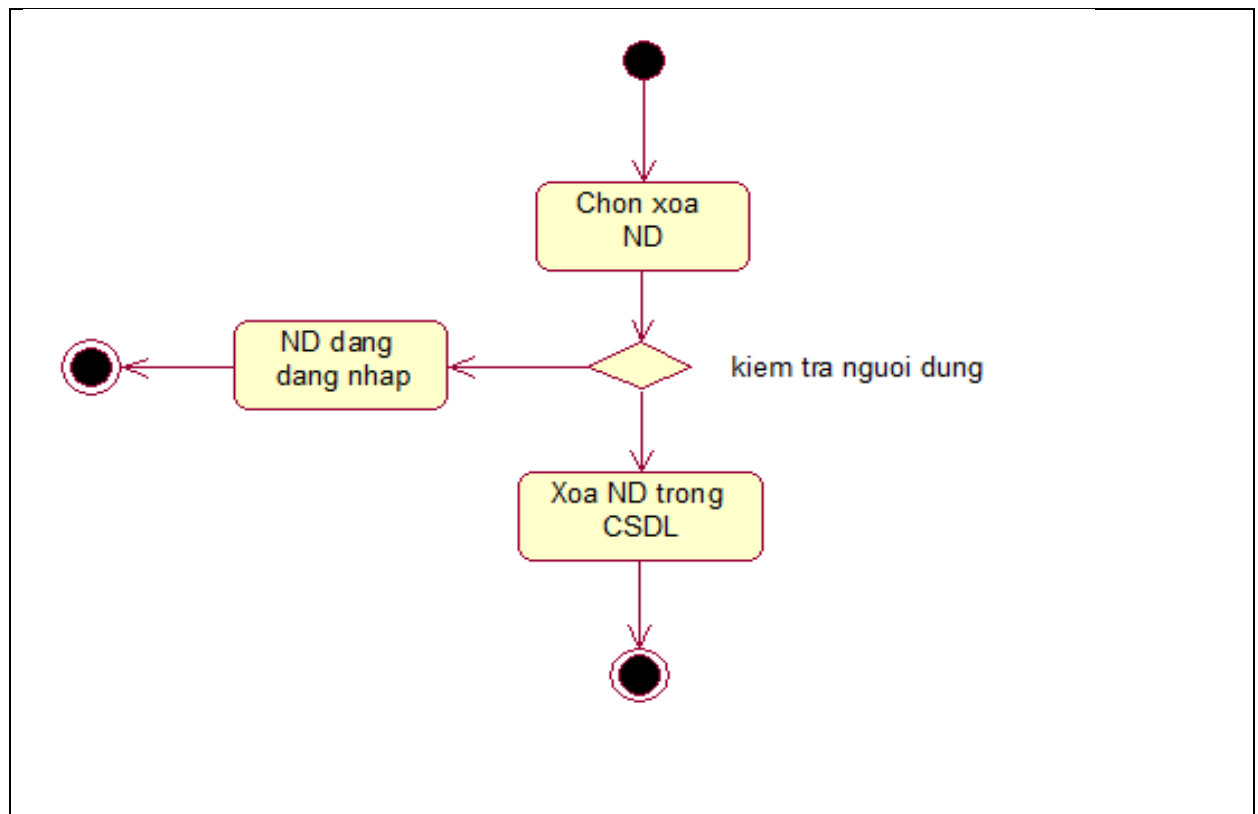 Chon xoa
ND
ND dang
dang nhap
kiem tra nguoi dung
Xoa ND trong
CSDL